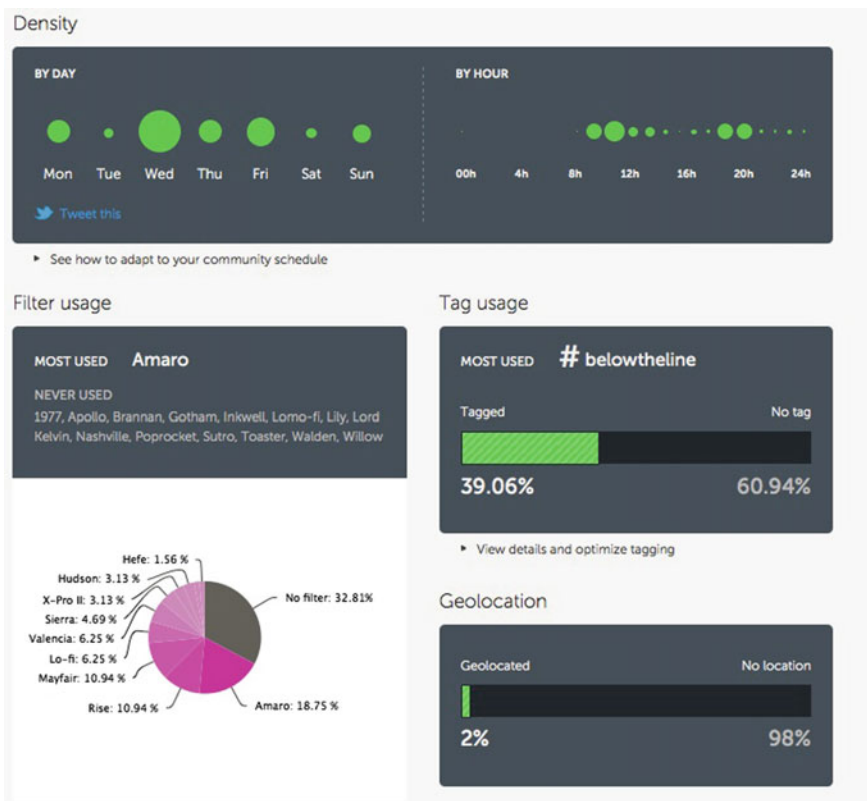 Density
BY DAY
Mon Tue Wed Thu Fri Sat Sun
Tweet this
BY HOUR
00h 4h 8h 12h 16h 20h 24h
See how to adapt to your community schedule
Filter usage
MOST USED Amaro
NEVER USED
1977, Apollo, Brannan, Gotham, Inkwell, Lomo-fi, Lily, Lord
Kelvin, Nashville, Poprocket, Sutro, Toaster, Walden, Willow
Hefe: 1.56 %
Hudson: 3.13 %
X-Pro II: 3.13 %
Sierra: 4.69 %
Valencia: 6.25 %
Lo-fi: 6.25 %
Mayfair: 10.94 %
Rise: 10.94 %
Amaro: 18.75 %
No filter: 32.81%
Tag usage
MOST USED # belowtheline
Tagged No tag
39.06% 60.94%
View details and optimize tagging
Geolocation
Geolocated No location
2% 98%